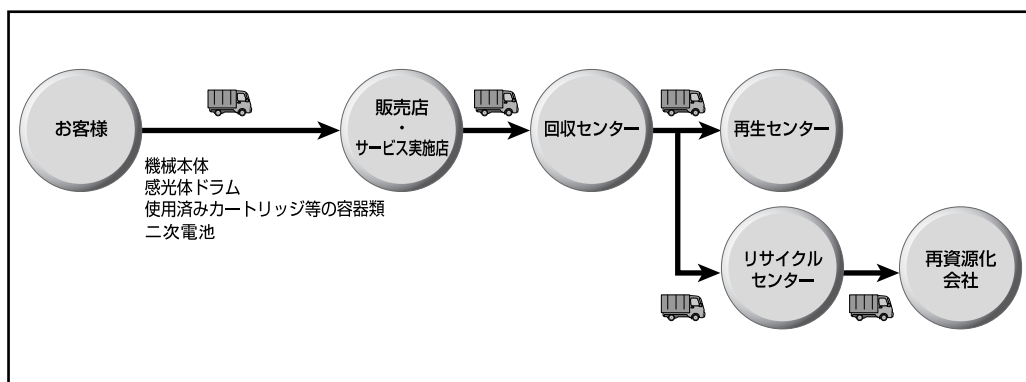 お客様
販売店
・
サービス実施店
回収センター
再生センター
機械本体
感光体ドラム
使用済みカートリッジ等の容器類
二次電池
リサイクル
センター
再資源化
会社